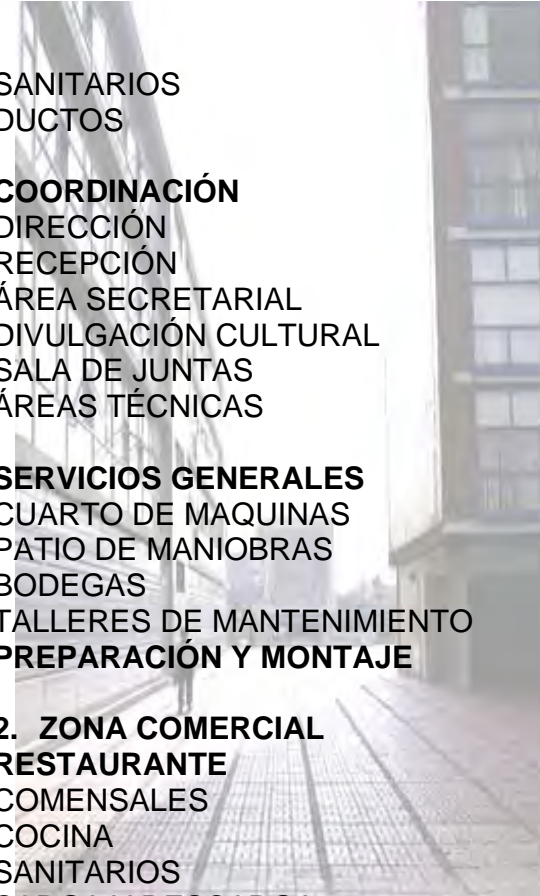 SANITARIOS
DUCTOS
COORDINACIÓN
DIRECCIÓN
RECEPCIÓN
ÁREA SECRETARIAL
DIVULGACIÓN CULTURAL
SALA DE JUNTAS
ÁREAS TÉCNICAS
SERVICIOS GENERALES
CUARTO DE MAQUINAS
PATIO DE MANIOBRAS
BODEGAS
TALLERES DE MANTENIMIENTO
PREPARACIÓN Y MONTAJE
2. ZONA COMERCIAL
RESTAURANTE
COMENSALES
COCINA
SANITARIOS